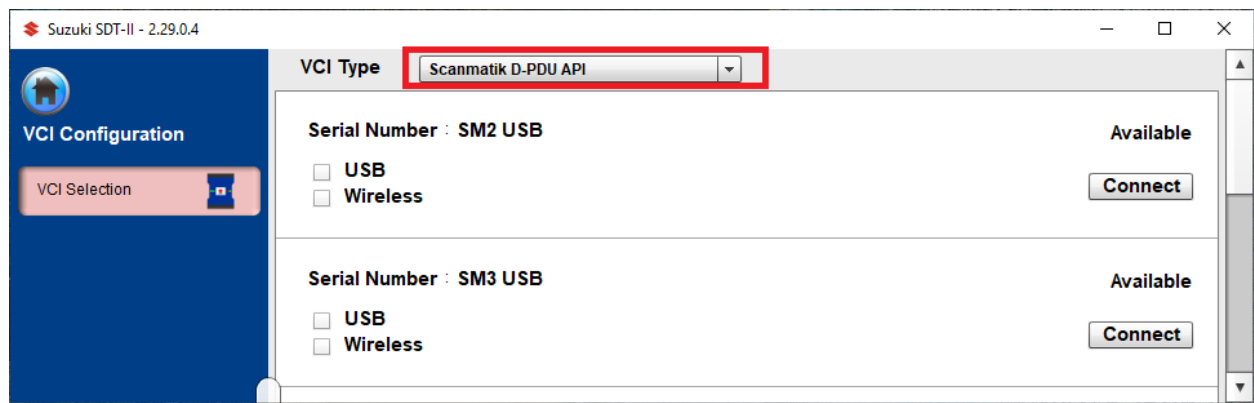 Suzuki SDT-II - 2.29.0.4
VCI Type Scanmatik D-PDU API
VCI Configuration
VCI Selection
Serial Number : SM2 USB
Available
USB
Wireless
Connect
Serial Number : SM3 USB
Available
USB
Wireless
Connect